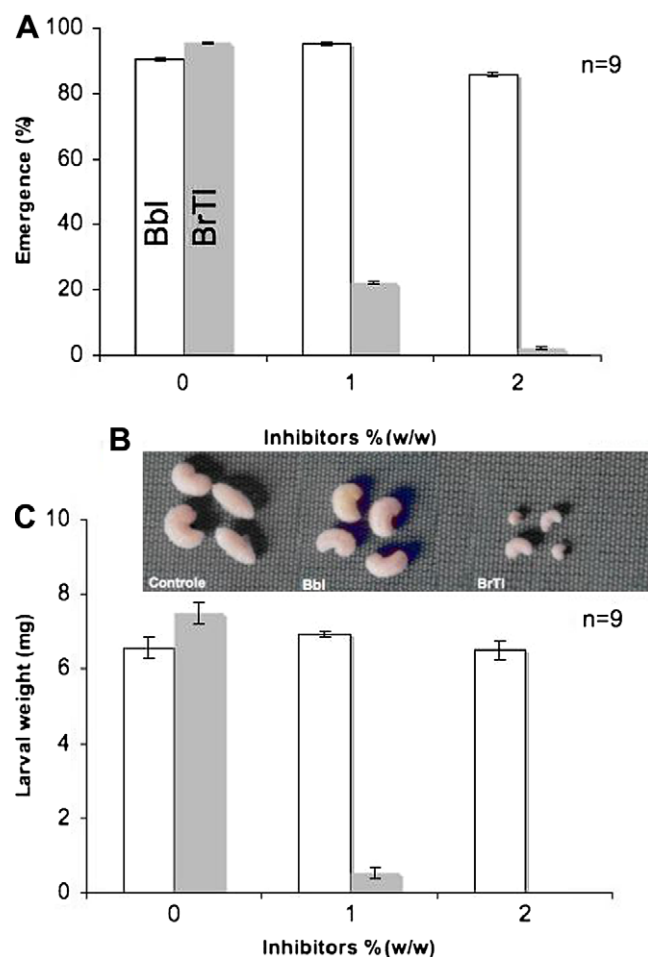 A
100
80
60
40
20
0
Emergence (%)
BbI
BrTI
n=9
0 1 2
Inhibitors % (w/w)
B
Controle
BbI
BrTI
C
10
8
6
4
2
0
Larval weight (mg)
n=9
0 1 2
Inhibitors % (w/w)